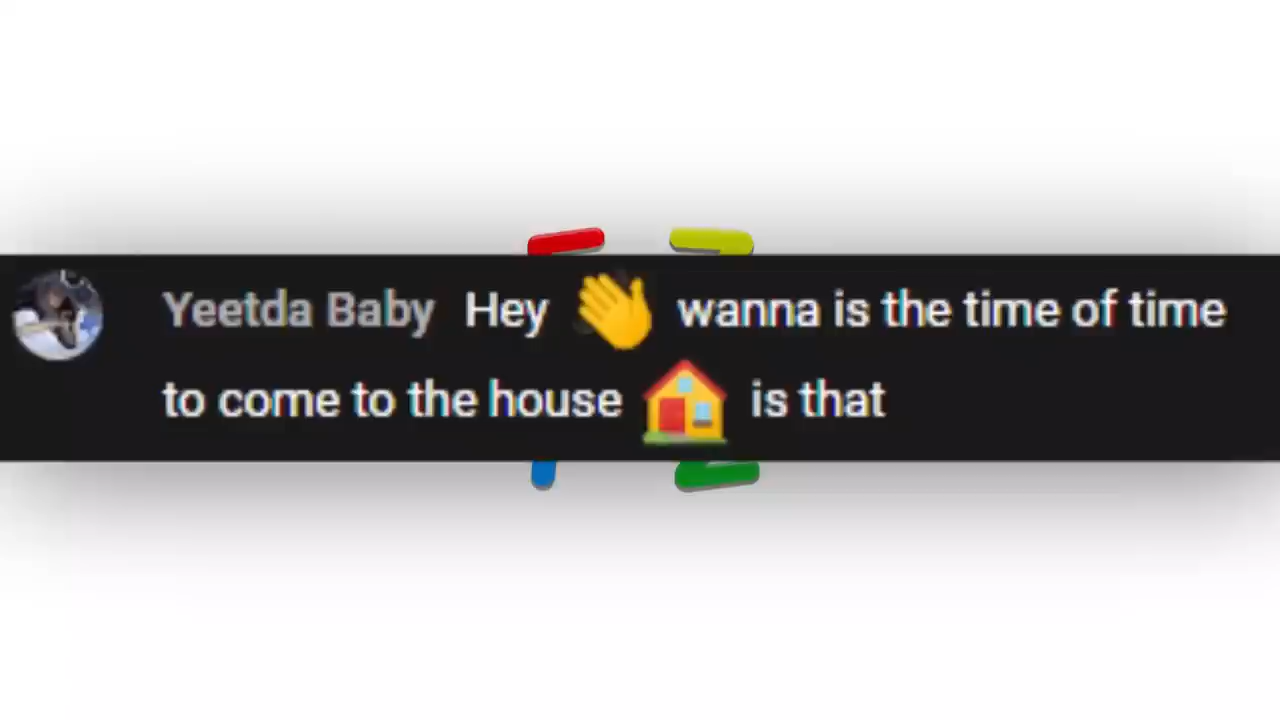 Yeetda Baby Hey 👋 wanna is the time of time
to come to the house 🏠 is that